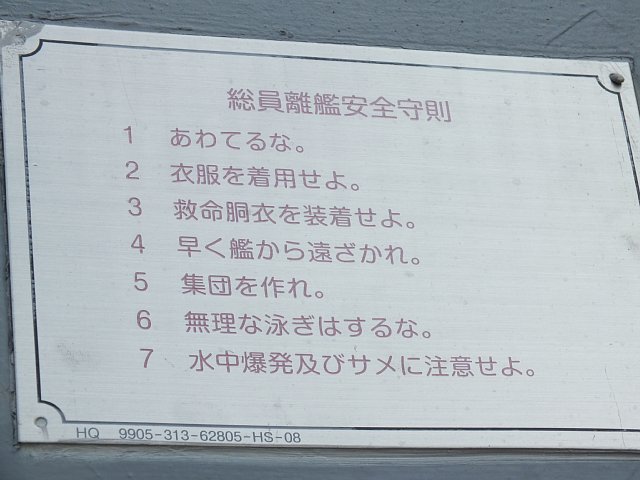 総員離艦安全守則
1 あわてるな。
2 衣服を着用せよ。
3 救命胴衣を装着せよ。
4 早く艦から遠ざかれ。
5 集団を作れ。
6 無理な泳ぎはするな。
7 水中爆発及びサメに注意せよ。
HQ 9905-313-62805-HS-08